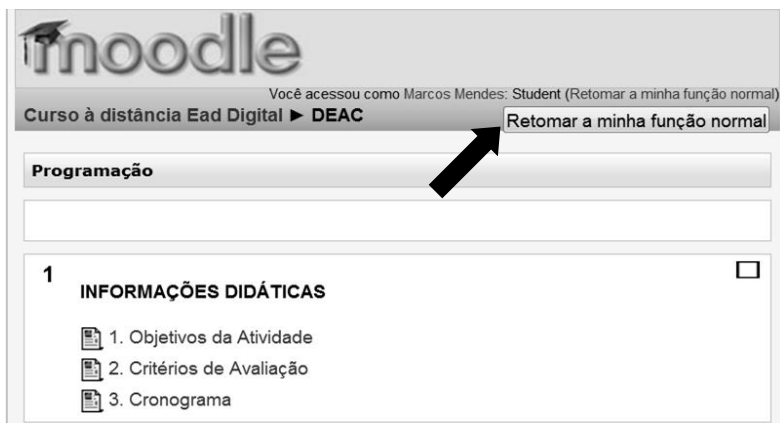 moodle
Você acessou como Marcos Mendes: Student (Retomar a minha função normal)
Curso à distância Ead Digital ► DEAC
Retomar a minha função normal
Programação
1
INFORMAÇÕES DIDÁTICAS
1. Objetivos da Atividade
2. Critérios de Avaliação
3. Cronograma